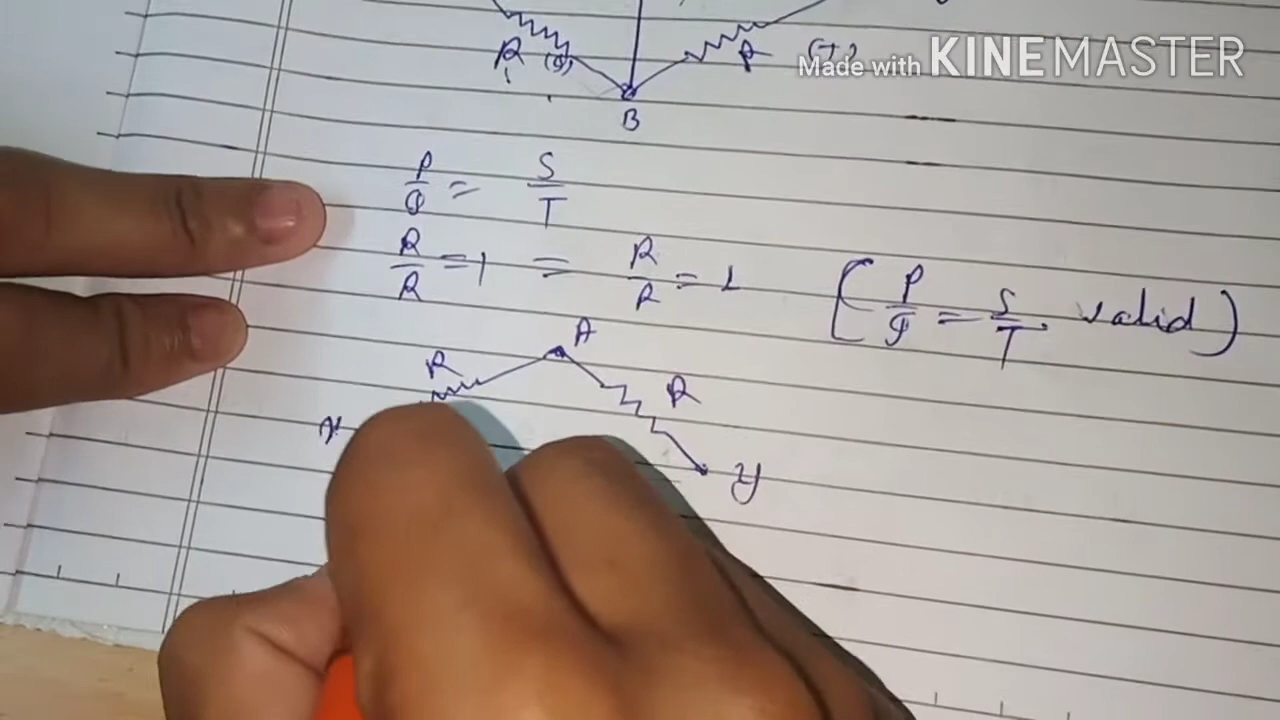 R (S) R (T)
Made with KINEMASTER
B
P/Q = S/T
R/R = 1 = R/R = 1 (P/Q = S/T. valid)
A
R R
x y